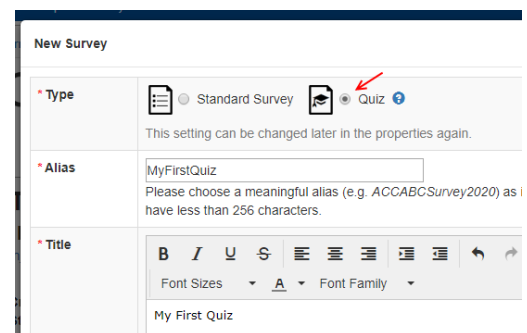 New Survey
* Type
Standard Survey
Quiz
This setting can be changed later in the properties again.
* Alias
MyFirstQuiz
Please choose a meaningful alias (e.g. ACCABCSurvey2020) as
have less than 256 characters.
* Title
B I U S
Font Sizes A Font Family
My First Quiz